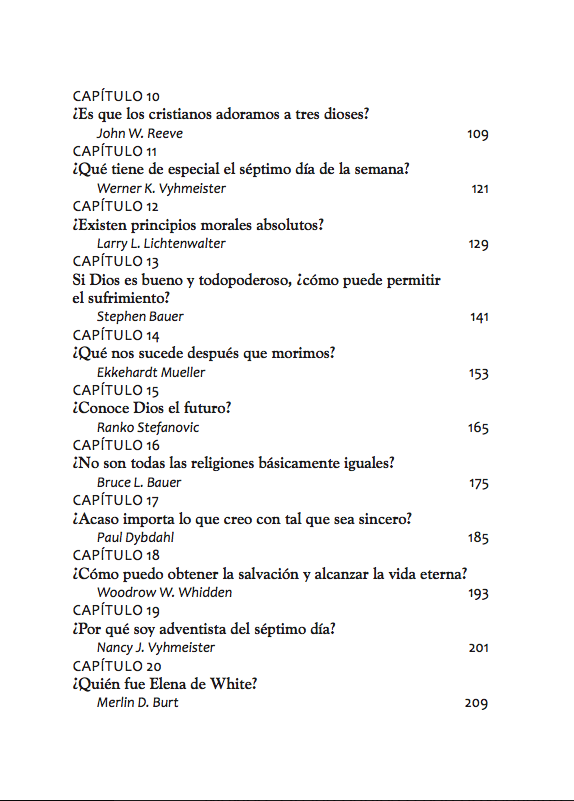 CAPÍTULO 10
¿Es que los cristianos adoramos a tres dioses?
John W. Reeve 109
CAPÍTULO 11
¿Qué tiene de especial el séptimo día de la semana?
Werner K. Vyhmeister 121
CAPÍTULO 12
¿Existen principios morales absolutos?
Larry L. Lichtenwalter 129
CAPÍTULO 13
Si Dios es bueno y todopoderoso, ¿cómo puede permitir
el sufrimiento?
Stephen Bauer 141
CAPÍTULO 14
¿Qué nos sucede después que morimos?
Ekkehardt Mueller 153
CAPÍTULO 15
¿Conoce Dios el futuro?
Ranko Stefanovic 165
CAPÍTULO 16
¿No son todas las religiones básicamente iguales?
Bruce L. Bauer 175
CAPÍTULO 17
¿Acaso importa lo que creo con tal que sea sincero?
Paul Dybdahl 185
CAPÍTULO 18
¿Cómo puedo obtener la salvación y alcanzar la vida eterna?
Woodrow W. Whidden 193
CAPÍTULO 19
¿Por qué soy adventista del séptimo día?
Nancy J. Vyhmeister 201
CAPÍTULO 20
¿Quién fue Elena de White?
Merlin D. Burt 209